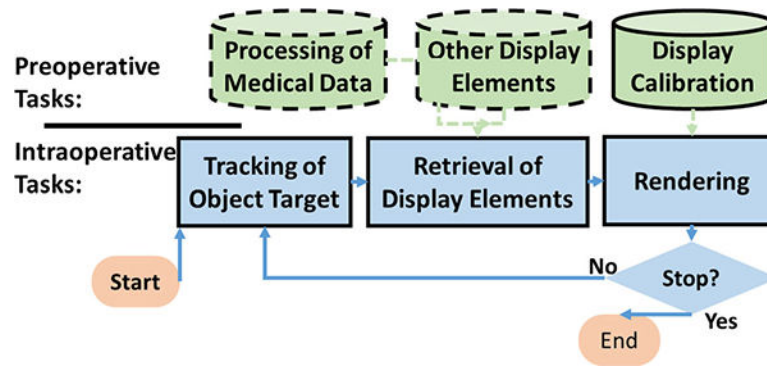 Preoperative
Tasks:
Processing of
Medical Data
Other Display
Elements
Display
Calibration
Intraoperative
Tasks:
Tracking of
Object Target
Retrieval of
Display Elements
Rendering
Start
No
Stop?
Yes
End